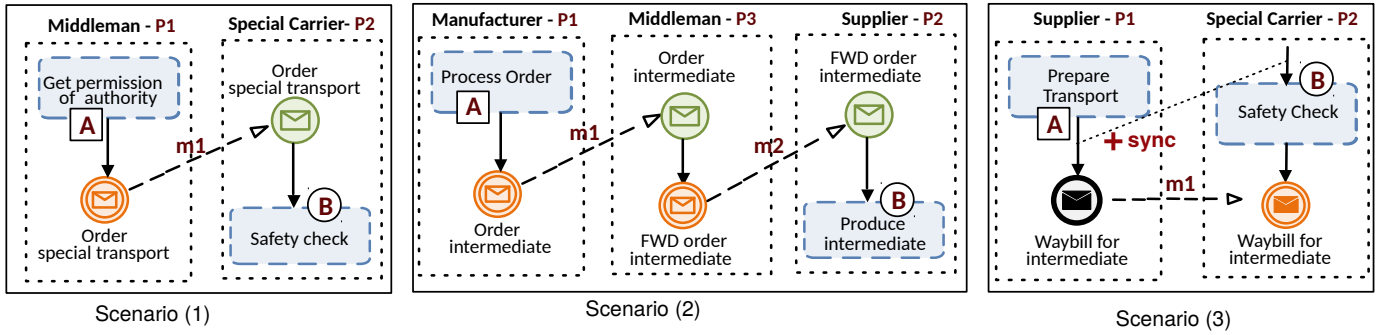 Middleman - P1
Special Carrier- P2
Get permission
of authority
A
m1
Order
special transport
Order
special transport
B
Safety check
Scenario (1)
Manufacturer - P1
Middleman - P3
Supplier - P2
Process Order
A
m1
Order
intermediate
Order
intermediate
m2
FWD order
intermediate
FWD order
intermediate
B
Produce
intermediate
Scenario (2)
Supplier - P1
Special Carrier - P2
Prepare
Transport
A
+ sync
B
Safety Check
m1
Waybill for
intermediate
Waybill for
intermediate
Scenario (3)